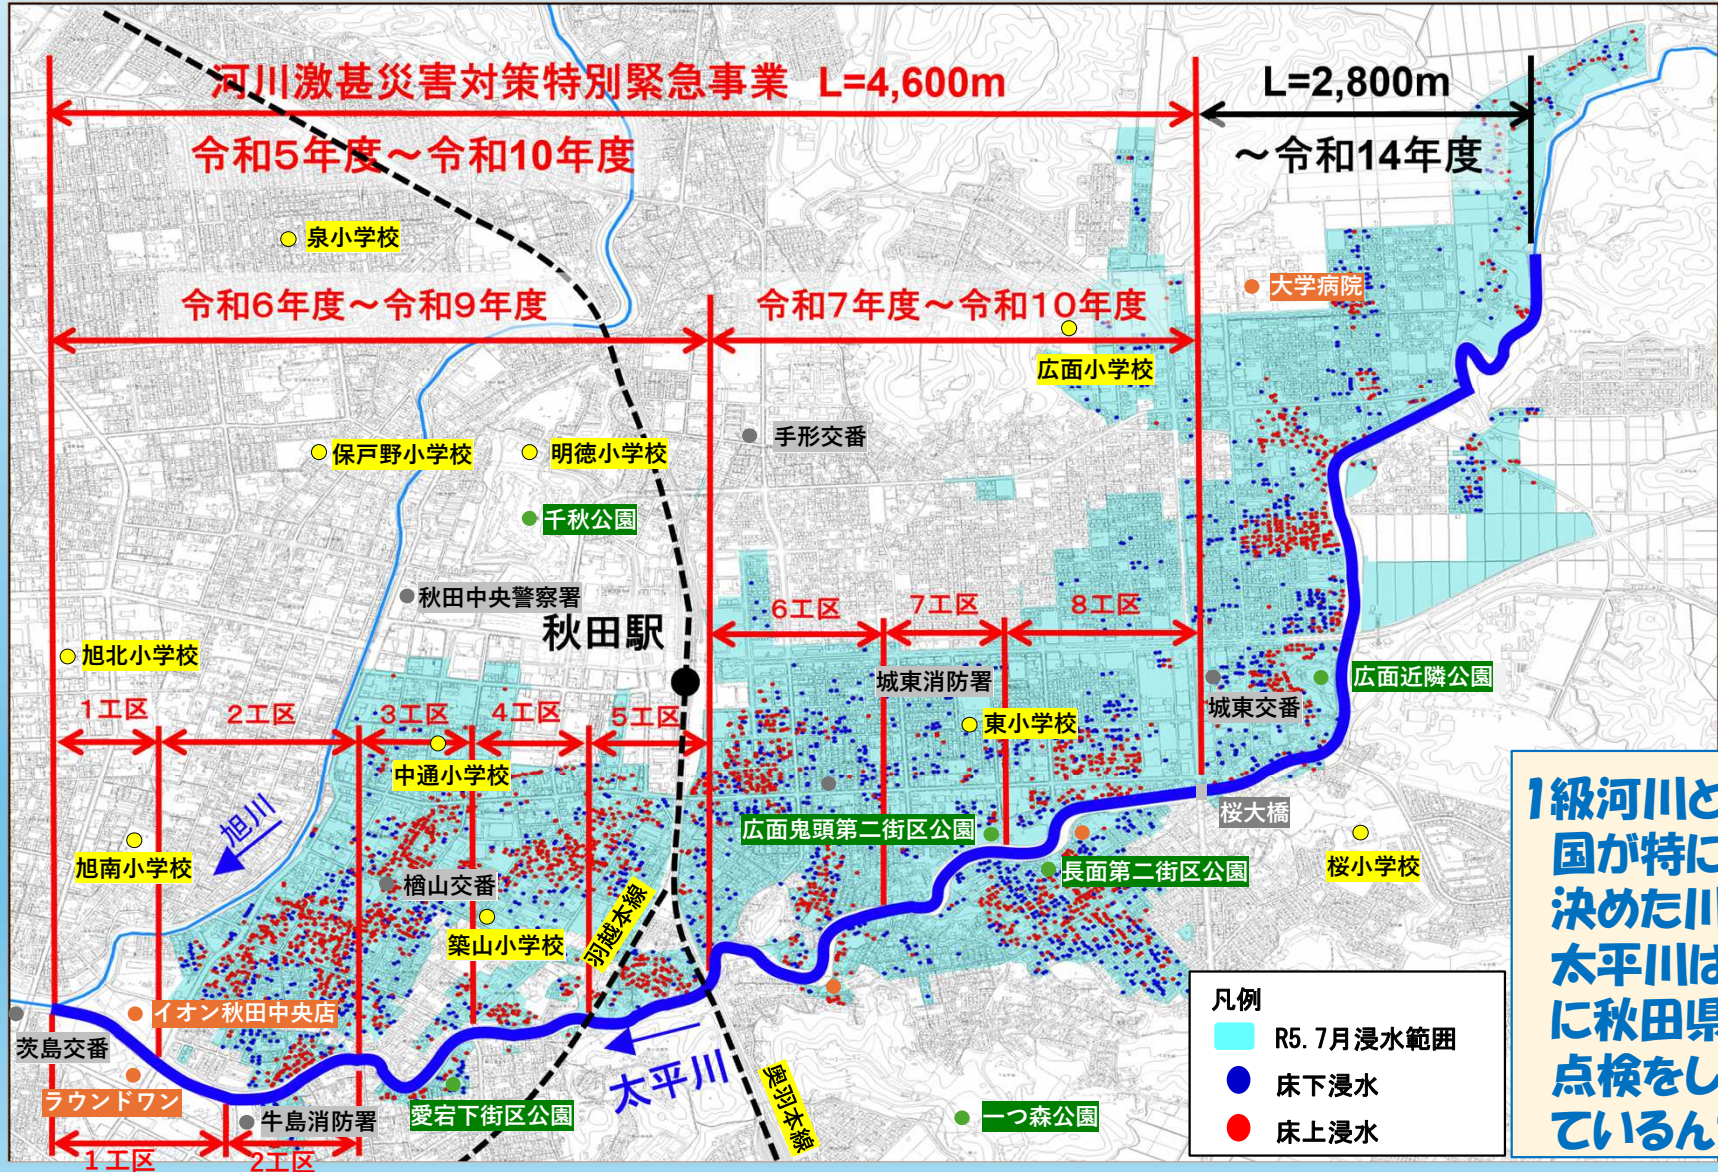 河川激甚災害対策特別緊急事業 L=4,600m
L=2,800m
令和5年度～令和10年度
～令和14年度
泉小学校
大学病院
令和6年度～令和9年度
令和7年度～令和10年度
広面小学校
手形交番
保戸野小学校
明徳小学校
千秋公園
秋田中央警察署
秋田駅
6工区
7工区
8工区
旭北小学校
城東消防署
広面近隣公園
1工区
2工区
3工区
4工区
5工区
東小学校
城東交番
中通小学校
旭川
広面鬼頭第二街区公園
桜大橋
旭南小学校
楢山交番
長面第二街区公園
桜小学校
築山小学校
羽越本線
イオン秋田中央店
茨島交番
太平川
奥羽本線
ラウンドワン
牛島消防署
愛宕下街区公園
一つ森公園
1工区
2工区
凡例
R5.7月浸水範囲
床下浸水
床上浸水
1級河川と
国が特に
決めた川
太平川は
に秋田県
点検をし
ているん